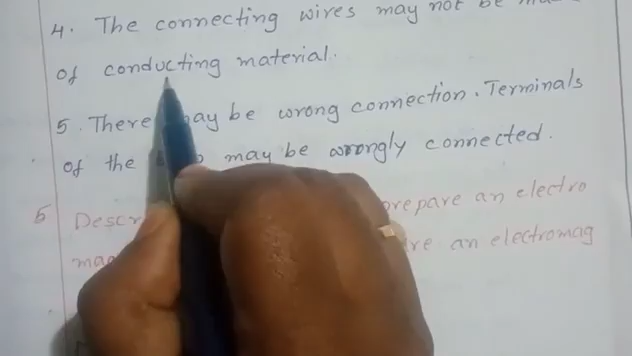 4. The connecting wires may not be
of conducting material.
5. There may be wrong connection. Terminals
of the may be wrongly connected.
6 Descr prepare an electro
mag an electromag